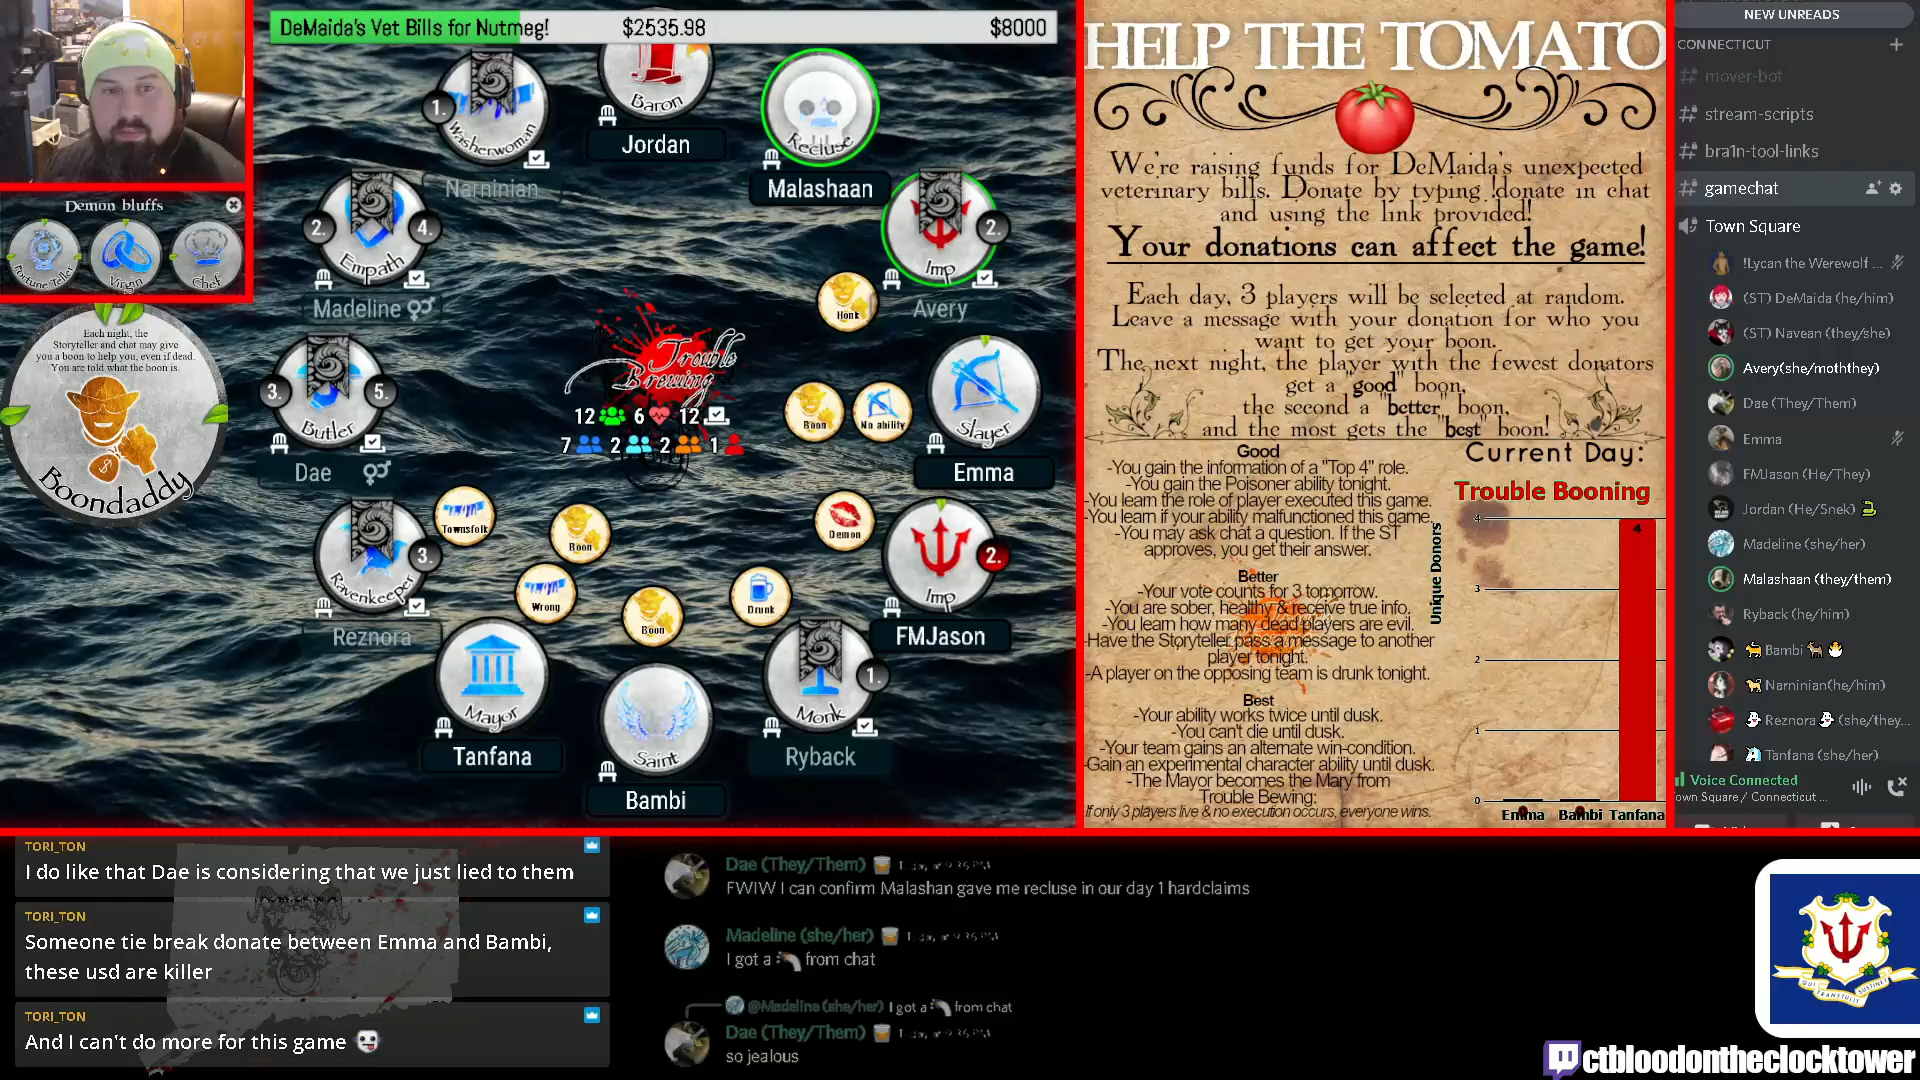 DeMaida's Vet Bills for Nutmeg!
$2535.98
$8000
Demon bluffs
Fortune Teller
Virgin
Chef
Each night, the
Storyteller and chat may give
you a boon to help you, even if dead.
You are told what the boon is.
Boondaddy
1.
Washerwoman
Narninian
Baron
Jordan
Recluse
Malashaan
2.
Empath
4.
Madeline
Imp
2.
Avery
Honk
3.
Butler
5.
Dae
Trouble
Brewing
12 6 12
7 2 2 1
Boon
No ability
Slayer
Emma
Ravenkeeper
3.
Reznora
Townsfolk
Boon
Wrong
Boon
Drunk
Demon
Imp
2.
FMJason
Mayor
Tanfana
Saint
Bambi
Monk
1.
Ryback
HELP THE TOMATO
We're raising funds for DeMaida's unexpected
veterinary bills. Donate by typing !donate in chat
and using the link provided!
Your donations can affect the game!
Each day, 3 players will be selected at random.
Leave a message with your donation for who you
want to get your boon.
The next night, the player with the fewest donators
get a good boon,
the second a "better" boon,
and the most gets the "best" boon!
Good
-You gain the information of a "Top 4" role.
-You gain the Poisoner ability tonight.
-You learn the role of player executed this game.
-You learn if your ability malfunctioned this game.
-You may ask chat a question. If the ST
approves, you get their answer.
Better
-Your vote counts for 3 tomorrow.
-You are sober, healthy & receive true info.
-You learn how many dead players are evil.
-Have the Storyteller pass a message to another
player tonight.
-A player on the opposing team is drunk tonight.
Best
-Your ability works twice until dusk.
-You can't die until dusk.
-Your team gains an alternate win-condition.
-Gain an experimental character ability until dusk.
-The Mayor becomes the Mary from
Trouble Bewing:
If only 3 players live & no execution occurs, everyone wins.
Current Day:
Trouble Booning
Unique Donors
4
3
2
1
0
4
Emma
Bambi
Tanfana
NEW UNREADS
CONNECTICUT
# mover-bot
# stream-scripts
# bra1n-tool-links
# gamechat
Town Square
!Lycan the Werewolf ...
(ST) DeMaida (he/him)
(ST) Navean (they/she)
Avery(she/moththey)
Dae (They/Them)
Emma
FMJason (He/They)
Jordan (He/Snek)
Madeline (she/her)
Malashaan (they/them)
Ryback (he/him)
Bambi
Narninian(he/him)
Reznora (she/they...
Tanfana (she/her)
Voice Connected
own Square / Connecticut ...
TORI_TON
I do like that Dae is considering that we just lied to them
TORI_TON
Someone tie break donate between Emma and Bambi,
these usd are killer
TORI_TON
And I can't do more for this game
Dae (They/Them)
FWIW I can confirm Malashan gave me recluse in our day 1 hardclaims
Madeline (she/her)
I got a from chat
@Madeline (she/her) I got a from chat
Dae (They/Them)
so jealous
QUI TRANSTULIT SUSTINET
ctbloodontheclocktower